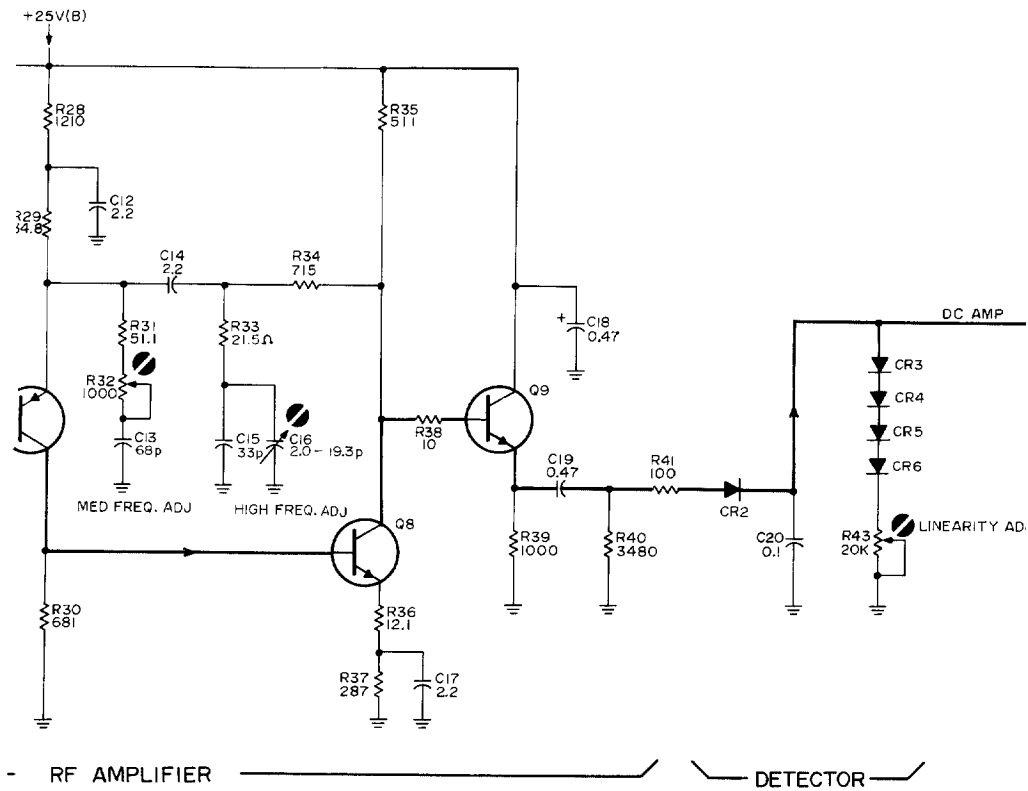 +25V(B)
R28
1210
R35
511
C12
2.2
R29
34.8
C14
2.2
R34
715
R31
51.1
R33
21.5Ω
C18
0.47
+
DC AMP
CR3
CR4
CR5
CR6
R32
1000
Q9
C13
68p
C15
33p
C16
2.0-19.3p
R38
10
C19
0.47
R41
100
CR2
MED FREQ. ADJ
HIGH FREQ. ADJ
Q8
R39
1000
R40
3480
C20
0.1
R43
20K
LINEARITY AD
R30
681
R36
12.1
R37
287
C17
2.2
- RF AMPLIFIER
DETECTOR